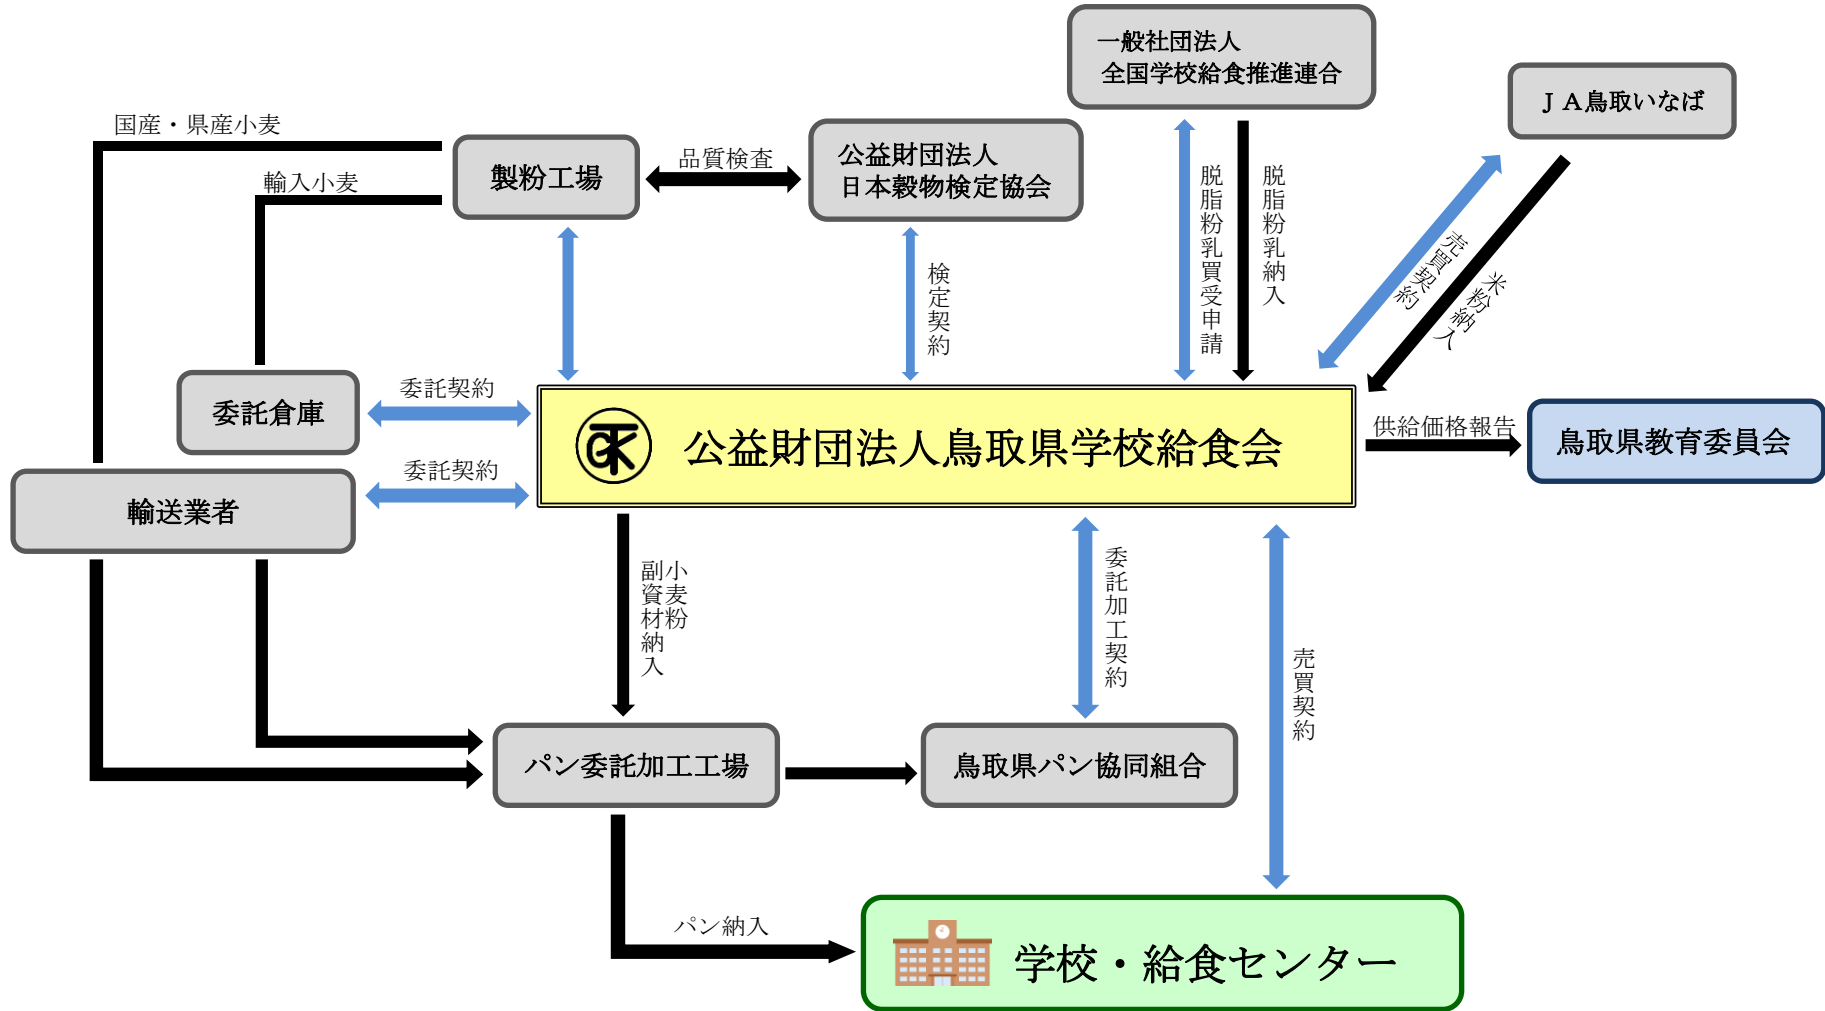 一般社団法人
全国学校給食推進連合
ＪＡ鳥取いなば
国産・県産小麦
製粉工場
品質検査
公益財団法人
日本穀物検定協会
輸入小麦
脱脂粉乳買受申請
脱脂粉乳納入
売買契約
米粉納入
検定契約
委託倉庫
委託契約
公益財団法人鳥取県学校給食会
供給価格報告
鳥取県教育委員会
輸送業者
委託契約
小麦粉
副資材納入
委託加工契約
売買契約
パン委託加工工場
鳥取県パン協同組合
パン納入
学校・給食センター